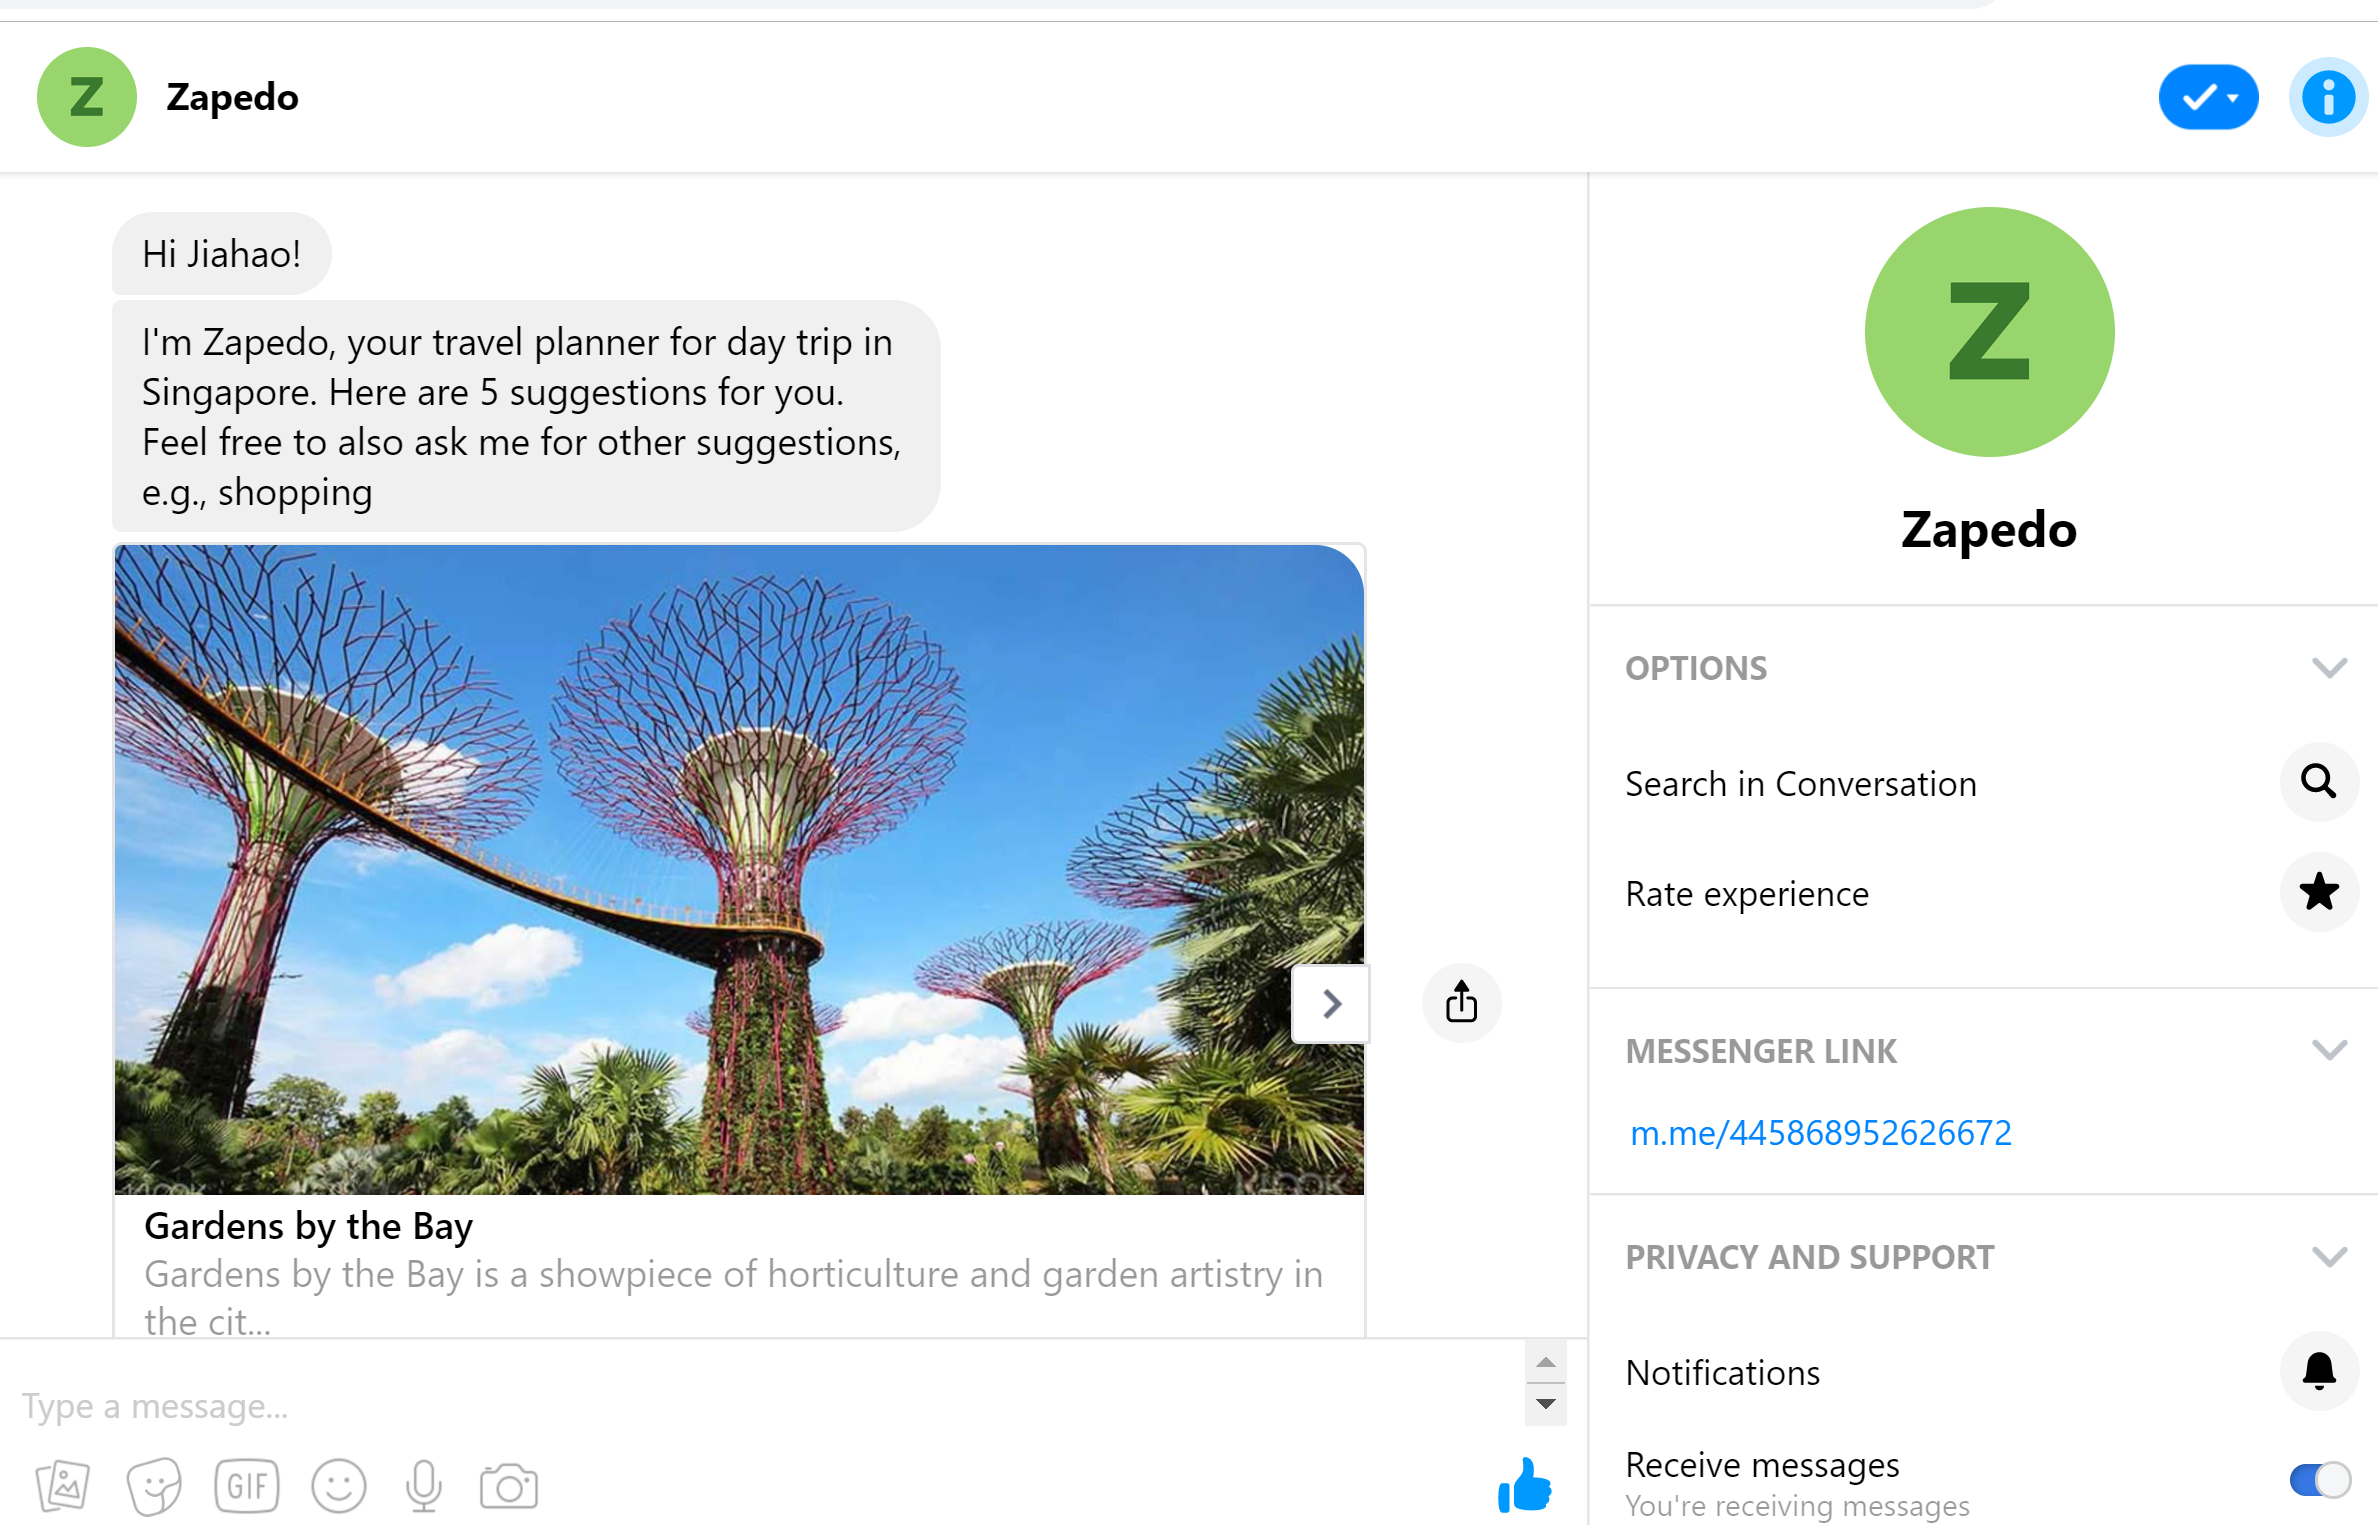 Z
Zapedo
Hi Jiahao!
I'm Zapedo, your travel planner for day trip in
Singapore. Here are 5 suggestions for you.
Feel free to also ask me for other suggestions,
e.g., shopping
KLOOK
Gardens by the Bay
Gardens by the Bay is a showpiece of horticulture and garden artistry in
the cit...
Type a message...
GIF
Z
Zapedo
OPTIONS
Search in Conversation
Rate experience
MESSENGER LINK
m.me/445868952626672
PRIVACY AND SUPPORT
Notifications
Receive messages
You're receiving messages